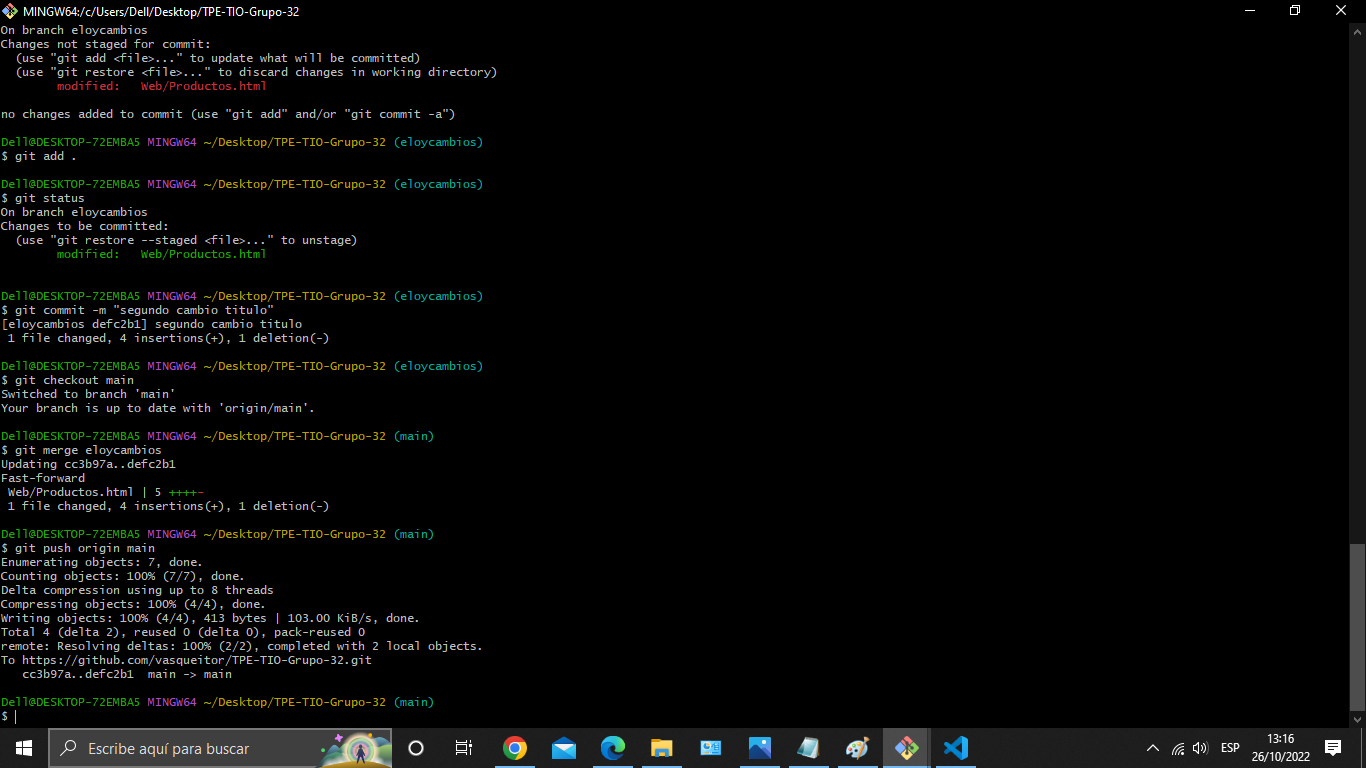 MINGW64:/c/Users/Dell/Desktop/TPE-TIO-Grupo-32
On branch eloycambios
Changes not staged for commit:
  (use "git add <file>..." to update what will be committed)
  (use "git restore <file>..." to discard changes in working directory)
        modified:   Web/Productos.html

no changes added to commit (use "git add" and/or "git commit -a")

Dell@DESKTOP-72EMBA5 MINGW64 ~/Desktop/TPE-TIO-Grupo-32 (eloycambios)
$ git add .

Dell@DESKTOP-72EMBA5 MINGW64 ~/Desktop/TPE-TIO-Grupo-32 (eloycambios)
$ git status
On branch eloycambios
Changes to be committed:
  (use "git restore --staged <file>..." to unstage)
        modified:   Web/Productos.html

Dell@DESKTOP-72EMBA5 MINGW64 ~/Desktop/TPE-TIO-Grupo-32 (eloycambios)
$ git commit -m "segundo cambio titulo"
[eloycambios defc2b1] segundo cambio titulo
 1 file changed, 4 insertions(+), 1 deletion(-)

Dell@DESKTOP-72EMBA5 MINGW64 ~/Desktop/TPE-TIO-Grupo-32 (eloycambios)
$ git checkout main
Switched to branch 'main'
Your branch is up to date with 'origin/main'.

Dell@DESKTOP-72EMBA5 MINGW64 ~/Desktop/TPE-TIO-Grupo-32 (main)
$ git merge eloycambios
Updating cc3b97a..defc2b1
Fast-forward
 Web/Productos.html | 5 ++++-
 1 file changed, 4 insertions(+), 1 deletion(-)

Dell@DESKTOP-72EMBA5 MINGW64 ~/Desktop/TPE-TIO-Grupo-32 (main)
$ git push origin main
Enumerating objects: 7, done.
Counting objects: 100% (7/7), done.
Delta compression using up to 8 threads
Compressing objects: 100% (4/4), done.
Writing objects: 100% (4/4), 413 bytes | 103.00 KiB/s, done.
Total 4 (delta 2), reused 0 (delta 0), pack-reused 0
remote: Resolving deltas: 100% (2/2), completed with 2 local objects.
To https://github.com/vasqueitor/TPE-TIO-Grupo-32.git
   cc3b97a..defc2b1  main -> main

Dell@DESKTOP-72EMBA5 MINGW64 ~/Desktop/TPE-TIO-Grupo-32 (main)
$
Escribe aquí para buscar
ESP
13:16
26/10/2022